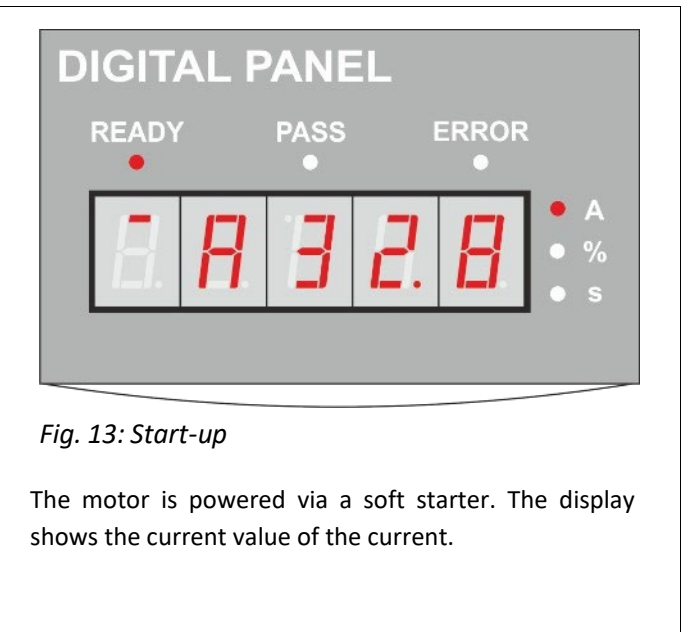 DIGITAL PANEL
READY PASS ERROR
¯A32.8
A
%
s
Fig. 13: Start-up
The motor is powered via a soft starter. The display
shows the current value of the current.